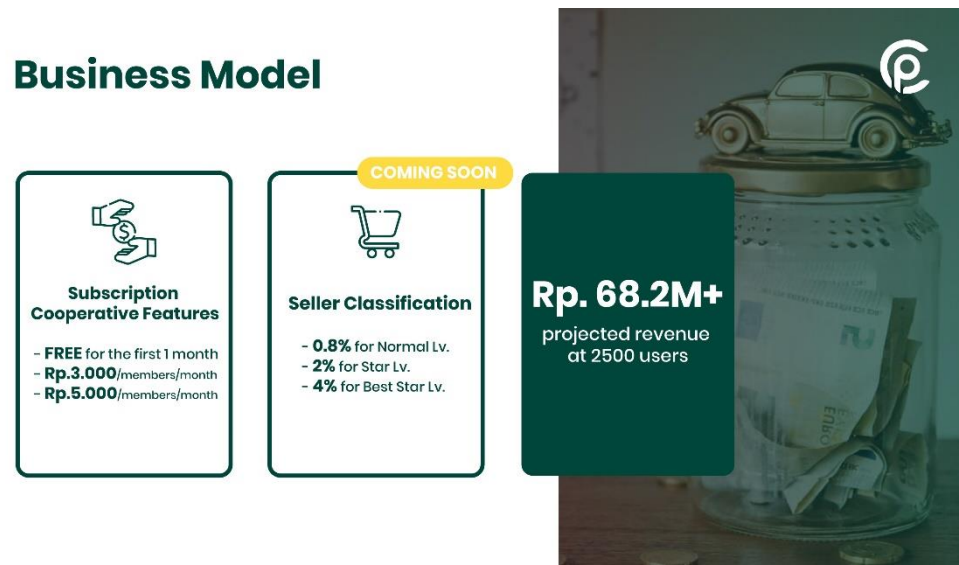 Business Model
Subscription
Cooperative Features
- FREE for the first 1 month
- Rp.3.000/members/month
- Rp.5.000/members/month
COMING SOON
Seller Classification
- 0.8% for Normal Lv.
- 2% for Star Lv.
- 4% for Best Star Lv.
Rp. 68.2M+
projected revenue
at 2500 users
EURO